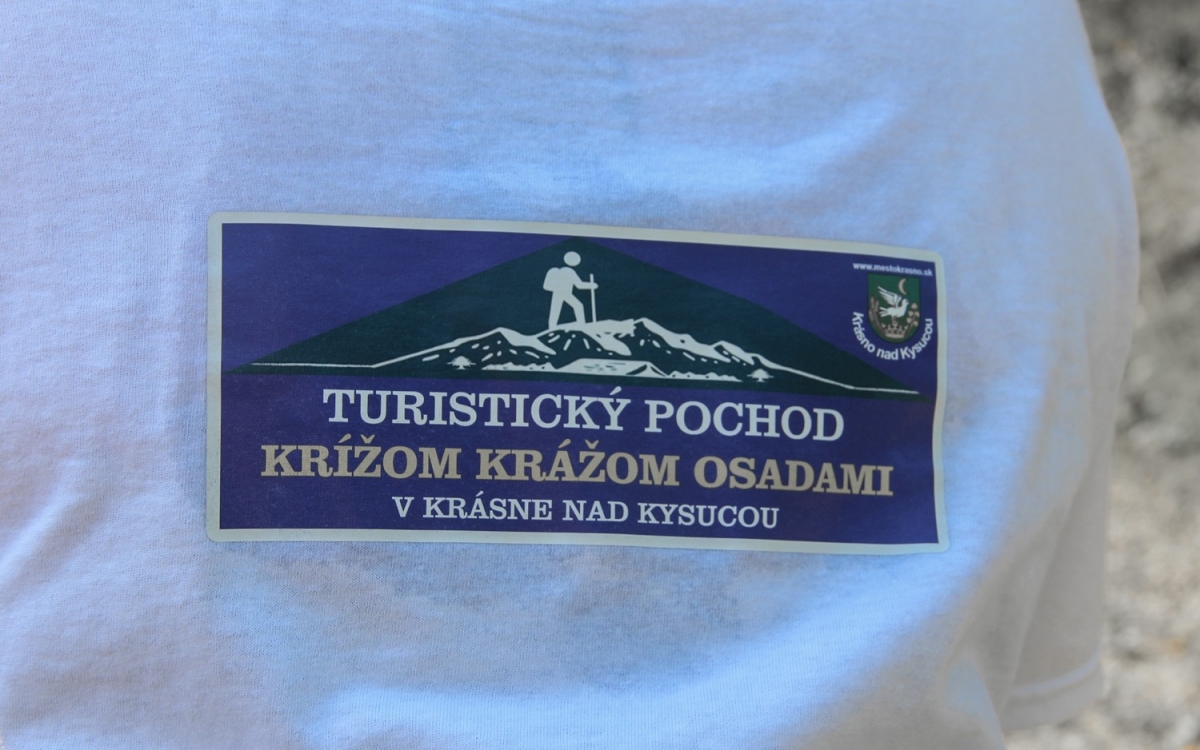 www.mestokrasno.sk
Krásno nad Kysucou
TURISTICKÝ POCHOD
KRÍŽOM KRÁŽOM OSADAMI
V KRÁSNE NAD KYSUCOU